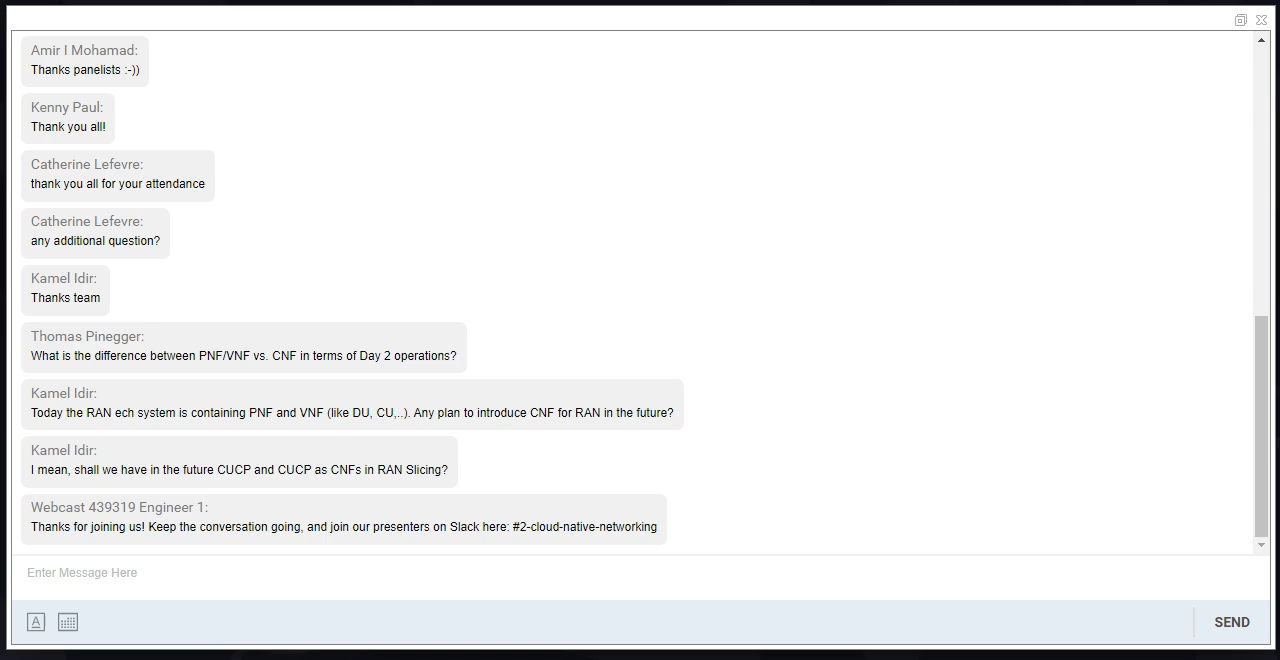 Amir I Mohamad:
Thanks panelists :-))
Kenny Paul:
Thank you all!
Catherine Lefevre:
thank you all for your attendance
Catherine Lefevre:
any additional question?
Kamel Idir:
Thanks team
Thomas Pinegger:
What is the difference between PNF/VNF vs. CNF in terms of Day 2 operations?
Kamel Idir:
Today the RAN ech system is containing PNF and VNF (like DU, CU,..). Any plan to introduce CNF for RAN in the future?
Kamel Idir:
I mean, shall we have in the future CUCP and CUCP as CNFs in RAN Slicing?
Webcast 439319 Engineer 1:
Thanks for joining us! Keep the conversation going, and join our presenters on Slack here: #2-cloud-native-networking
Enter Message Here
A
SEND